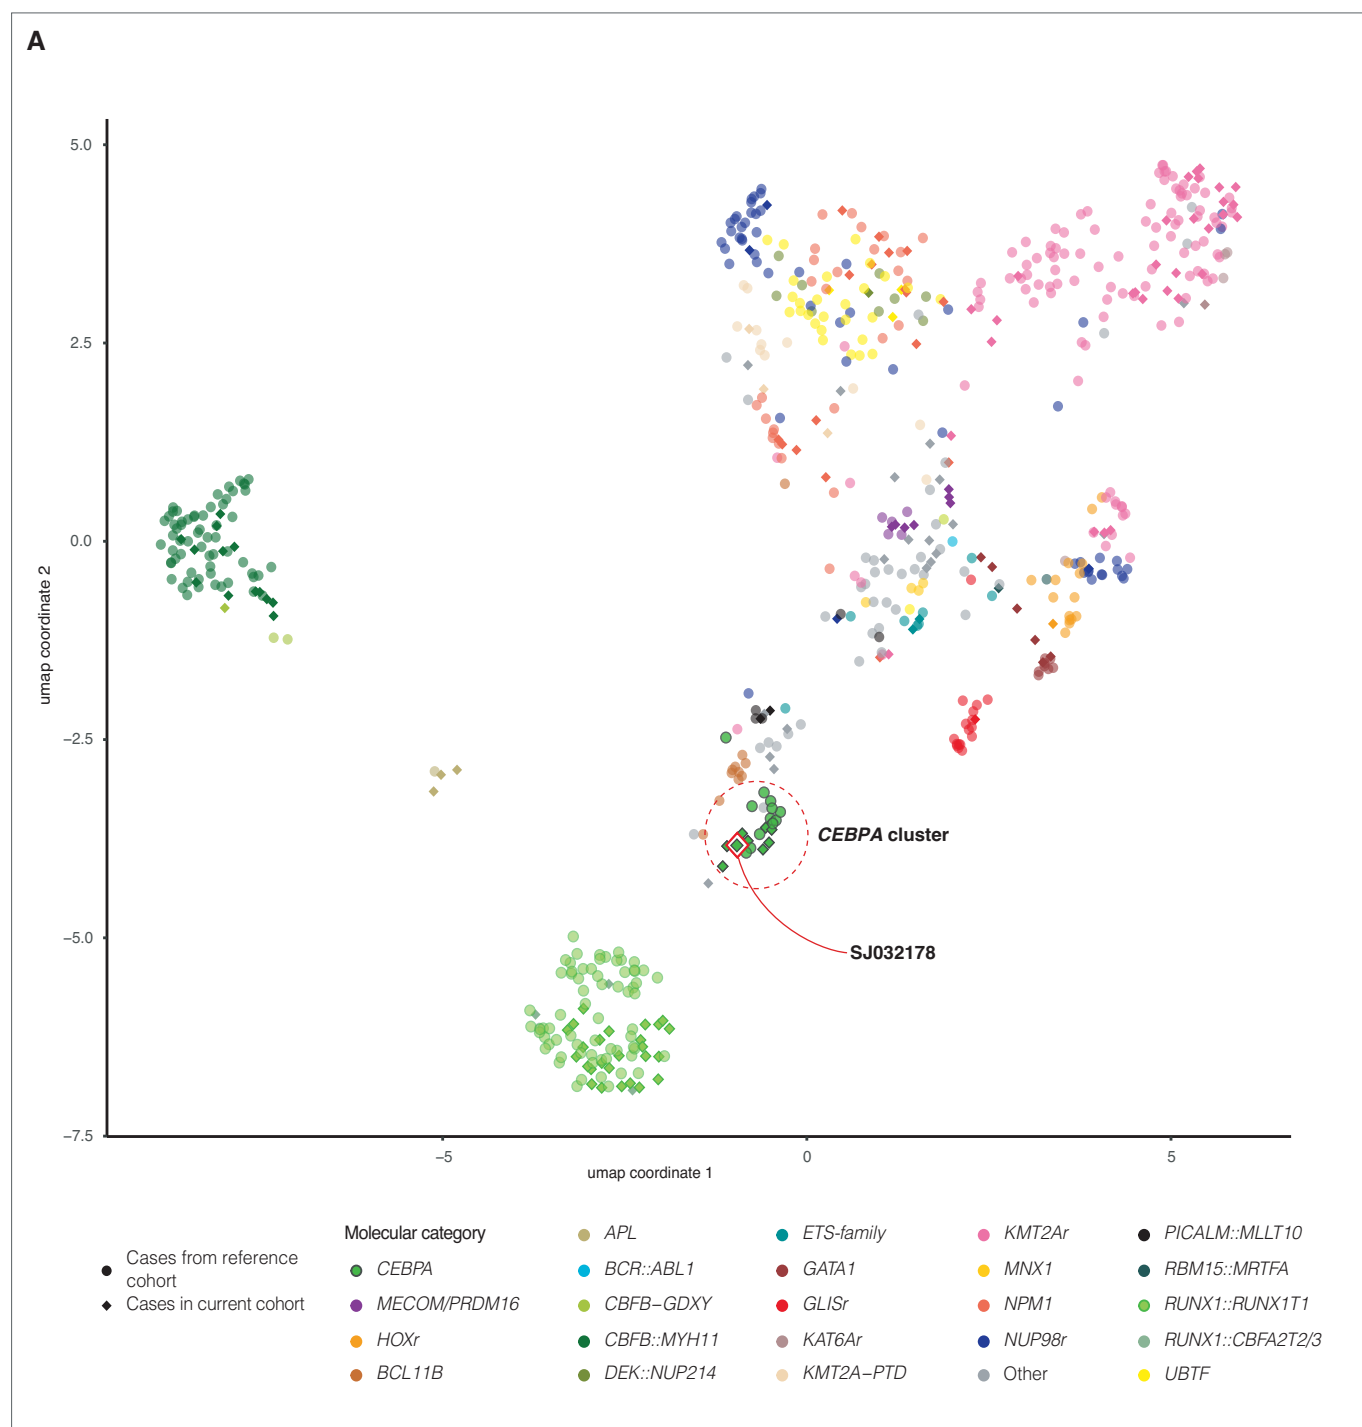 A
5.0
2.5
0.0
−2.5
−5.0
−7.5
umap coordinate 2
CEBPA cluster
SJ032178
−5
0
5
umap coordinate 1
Cases from reference
cohort
Cases in current cohort
Molecular category
CEBPA
MECOM/PRDM16
HOXr
BCL11B
APL
BCR::ABL1
CBFB−GDXY
CBFB::MYH11
DEK::NUP214
ETS-family
GATA1
GLISr
KAT6Ar
KMT2A−PTD
KMT2Ar
MNX1
NPM1
NUP98r
Other
PICALM::MLLT10
RBM15::MRTFA
RUNX1::RUNX1T1
RUNX1::CBFA2T2/3
UBTF